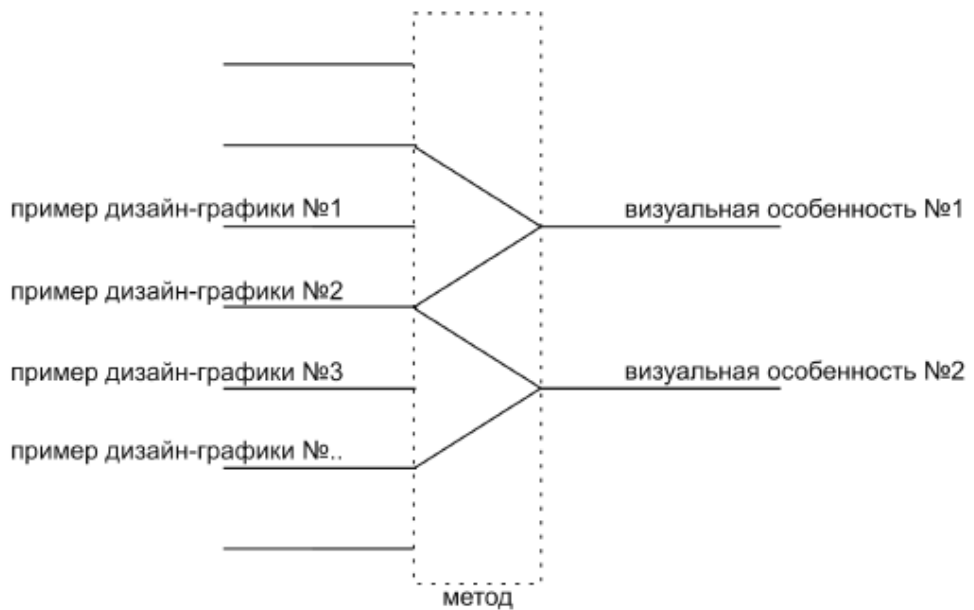 пример дизайн-графики №1
визуальная особенность №1
пример дизайн-графики №2
пример дизайн-графики №3
визуальная особенность №2
пример дизайн-графики №..
метод